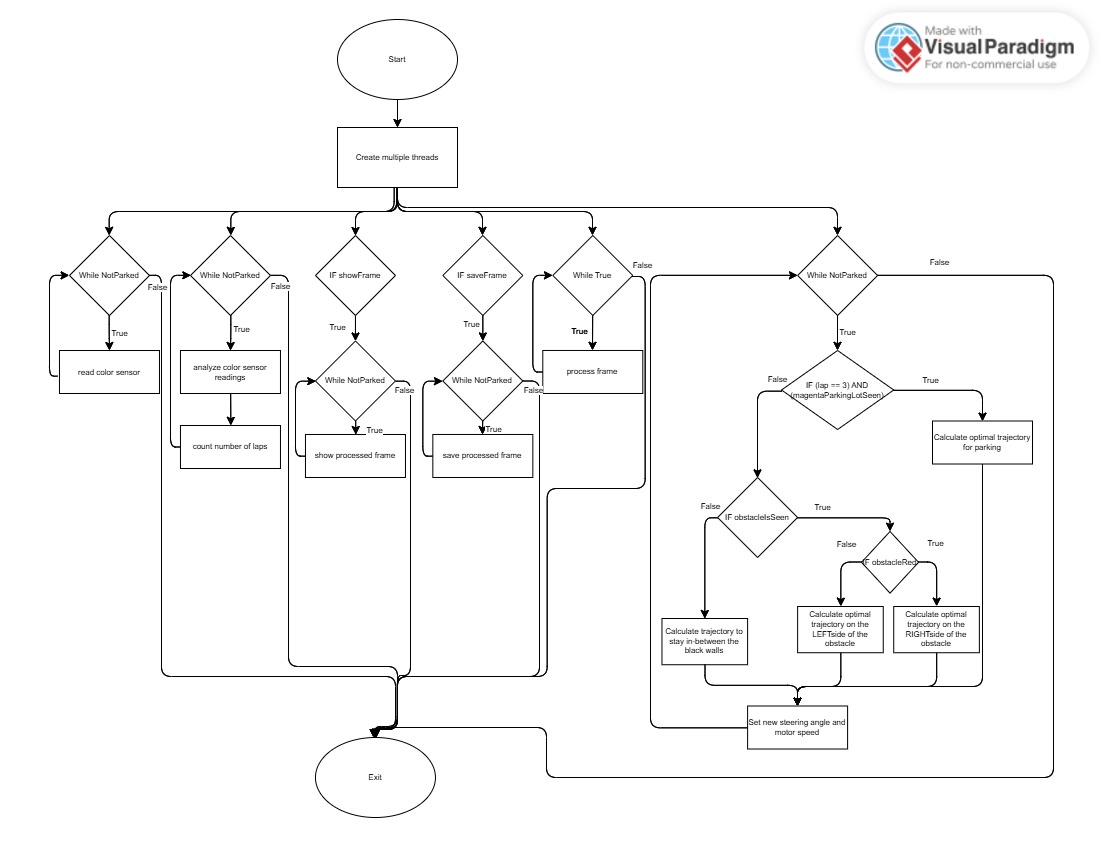 Made with
Visual Paradigm
For non-commercial use
Start
Create multiple threads
While NotParked
False
True
read color sensor
While NotParked
False
True
analyze color sensor
readings
count number of laps
IF showFrame
True
While NotParked
False
True
show processed frame
IF saveFrame
True
While NotParked
False
True
save processed frame
While True
False
True
process frame
While NotParked
False
True
IF (lap == 3) AND
(magentaParkingLotSeen)
False
True
Calculate optimal trajectory
for parking
IF obstacleIsSeen
False
True
IF obstacleRed
False
True
Calculate trajectory to
stay in-between the
black walls
Calculate optimal
trajectory on the
LEFTside of the
obstacle
Calculate optimal
trajectory on the
RIGHTside of the
obstacle
Set new steering angle and
motor speed
Exit